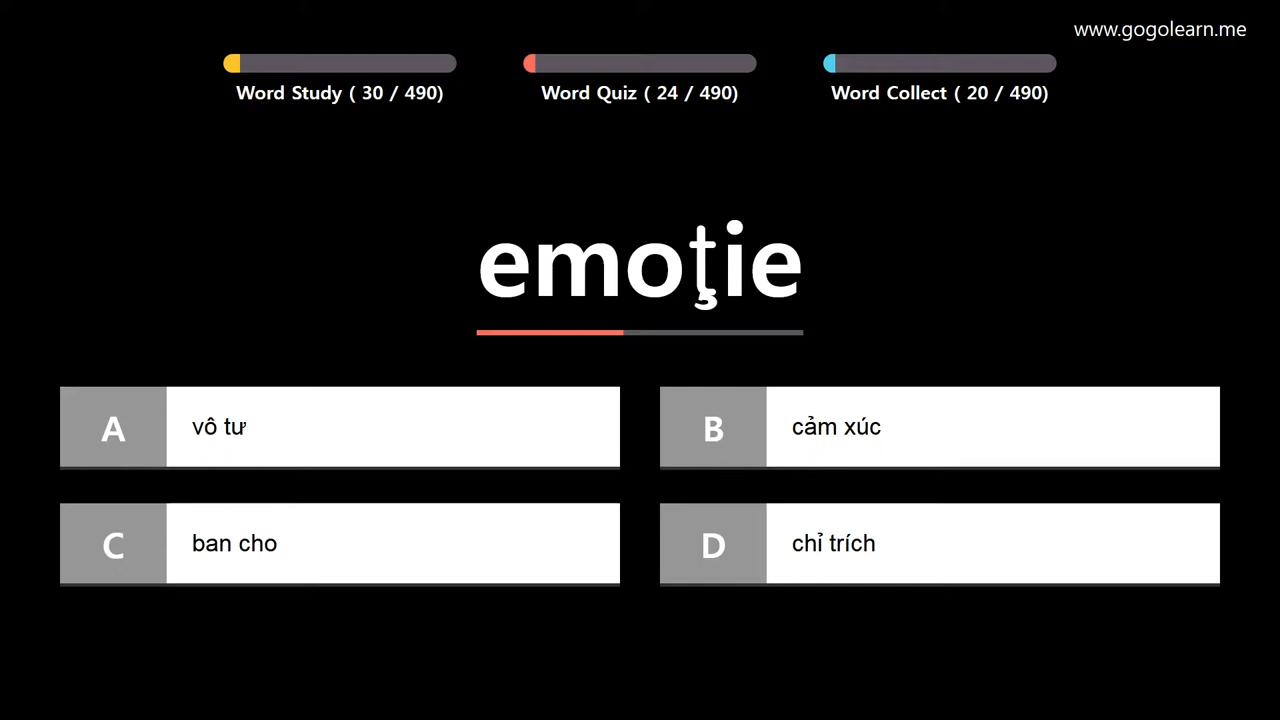 www.gogolearn.me
Word Study ( 30 / 490)
Word Quiz ( 24 / 490)
Word Collect ( 20 / 490)
emoţie
A
vô tư
B
cảm xúc
C
ban cho
D
chỉ trích